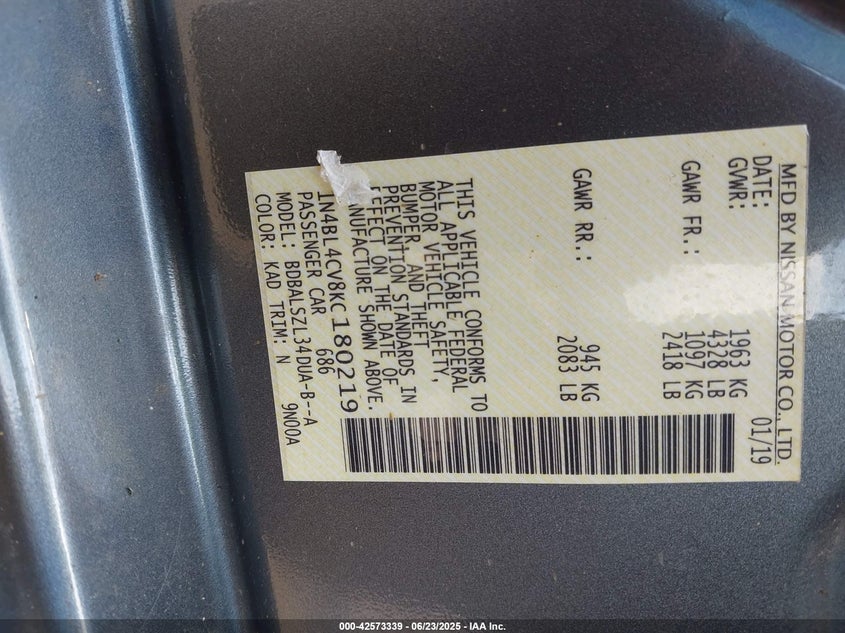 MFD BY NISSAN MOTOR CO., LTD.
DATE: 01/19
GVWR: 1963 KG
4328 LB
GAWR FR.: 1097 KG
2418 LB
GAWR RR.: 945 KG
2083 LB
THIS VEHICLE CONFORMS TO
ALL APPLICABLE FEDERAL
MOTOR VEHICLE SAFETY,
BUMPER, AND THEFT
PREVENTION STANDARDS IN
EFFECT ON THE DATE OF
ANUFACTURE SHOWN ABOVE.
1N4BL4CV8KC180219
PASSENGER CAR 686
MODEL: BDBALSZL34DUA-B--A
COLOR: KAD TRIM: N 9N00A
000-42573339 - 06/23/2025 - IAA Inc.